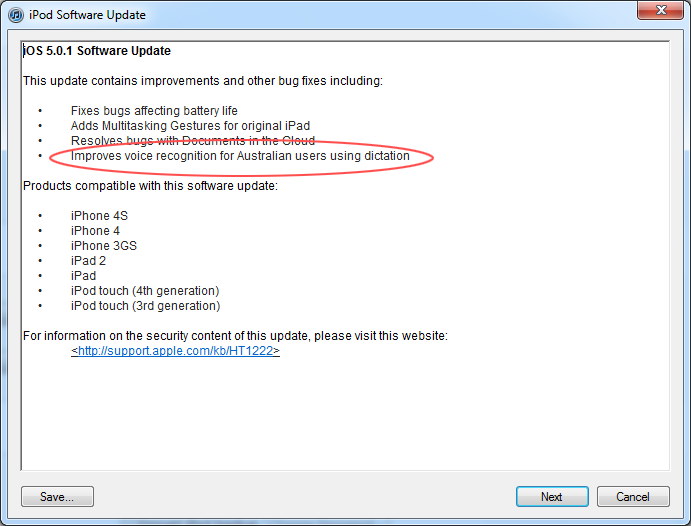 iPod Software Update
iOS 5.0.1 Software Update
This update contains improvements and other bug fixes including:
• Fixes bugs affecting battery life
• Adds Multitasking Gestures for original iPad
• Resolves bugs with Documents in the Cloud
• Improves voice recognition for Australian users using dictation
Products compatible with this software update:
• iPhone 4S
• iPhone 4
• iPhone 3GS
• iPad 2
• iPad
• iPod touch (4th generation)
• iPod touch (3rd generation)
For information on the security content of this update, please visit this website:
<http://support.apple.com/kb/HT1222>
Save... Next Cancel